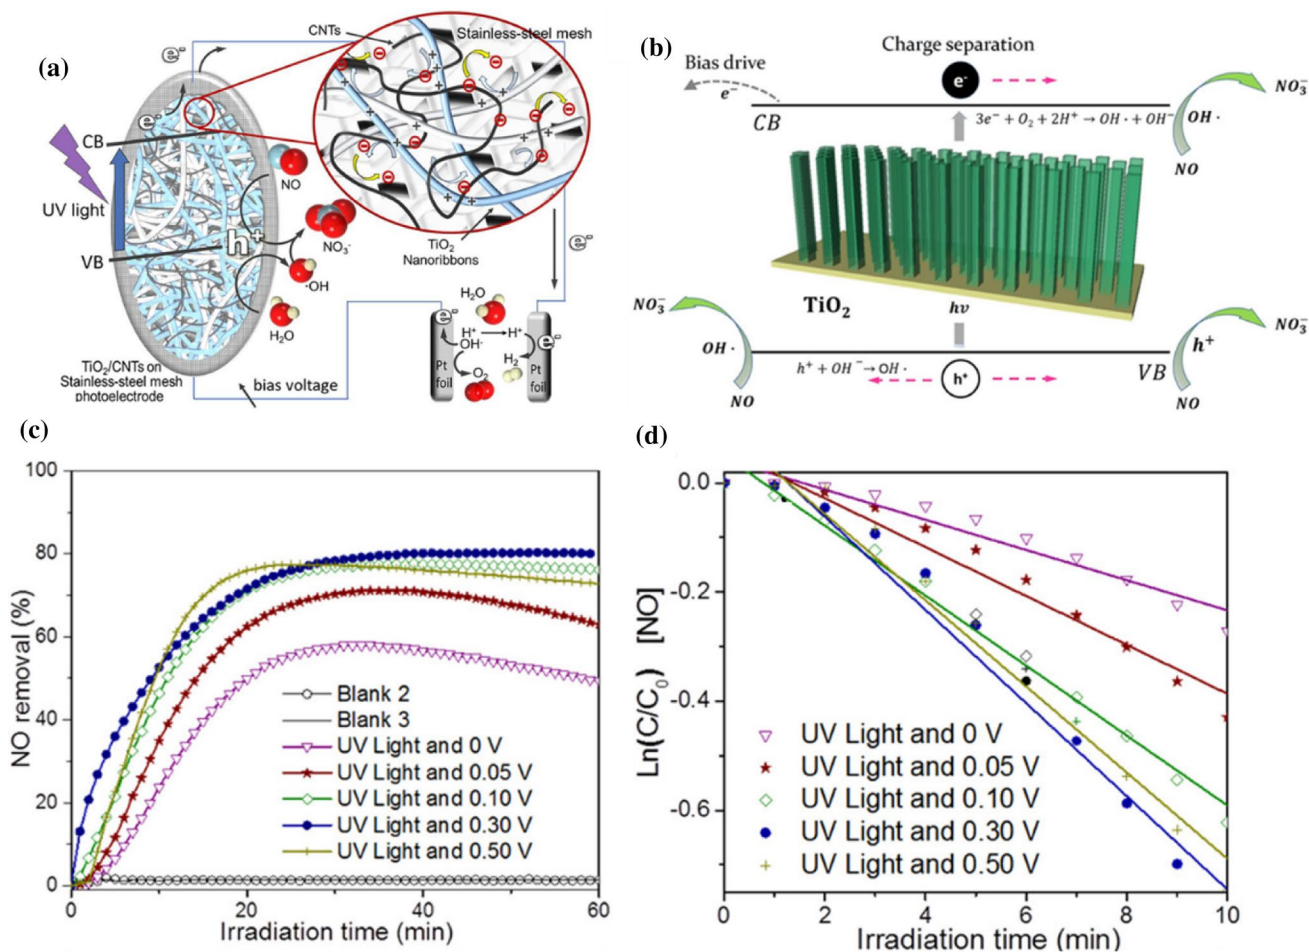 (a)
e⁻
CNTs
Stainless-steel mesh
e⁻
CB
NO
UV light
h⁺
NO₃⁻
VB
·OH
H₂O
TiO₂
Nanoribbons
e⁻
TiO₂/CNTs on
Stainless-steel mesh
photoelectrode
bias voltage
H₂O
e⁻
H⁺ → H⁺
OH·
e⁻
H₂
O₂
Pt
foil
Pt
foil
(b)
Charge separation
Bias drive
e⁻
e⁻
NO₃⁻
CB
3e⁻ + O₂ + 2H⁺ → OH· + OH⁻
OH·
NO
TiO₂
hν
NO₃⁻
NO₃⁻
OH·
h⁺ + OH⁻ → OH·
h⁺
h⁺
VB
NO
NO
(c)
100
80
60
40
20
0
NO removal (%)
Blank 2
Blank 3
UV Light and 0 V
UV Light and 0.05 V
UV Light and 0.10 V
UV Light and 0.30 V
UV Light and 0.50 V
0 20 40 60
Irradiation time (min)
(d)
0.0
-0.2
-0.4
-0.6
Ln(C/C₀) [NO]
UV Light and 0 V
UV Light and 0.05 V
UV Light and 0.10 V
UV Light and 0.30 V
UV Light and 0.50 V
0 2 4 6 8 10
Irradiation time (min)